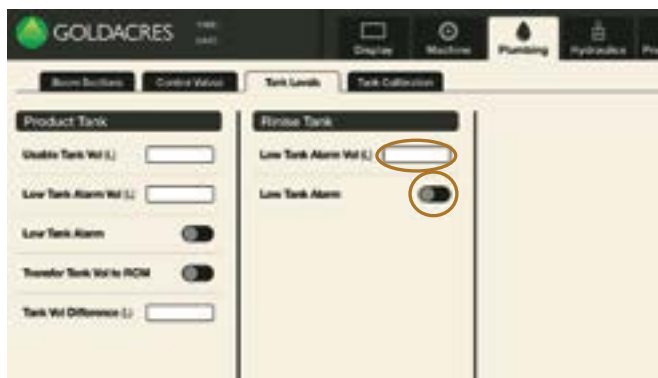 GOLDACRES
Display
Machine
Plumbing
Hydraulics
Boom Sections
Control Valves
Tank Levels
Tank Calibration
Product Tank
Usable Tank Vol (L)
Low Tank Alarm Vol (L)
Low Tank Alarm
Transfer Tank Vol to RCM
Tank Vol Difference (L)
Rinse Tank
Low Tank Alarm Vol (L)
Low Tank Alarm